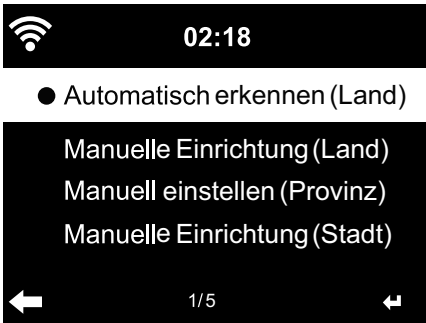 02:18
Automatisch erkennen (Land)
Manuelle Einrichtung (Land)
Manuell einstellen (Provinz)
Manuelle Einrichtung (Stadt)
1/5